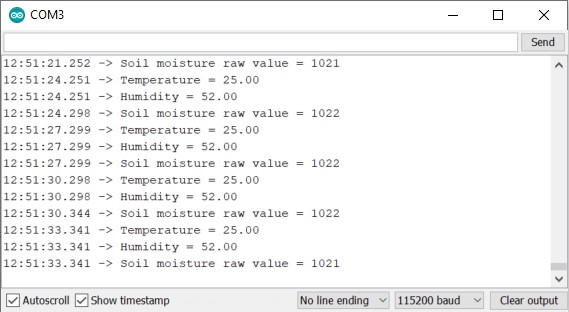 COM3
Send
12:51:21.252 -> Soil moisture raw value = 1021
12:51:24.251 -> Temperature = 25.00
12:51:24.251 -> Humidity = 52.00
12:51:24.298 -> Soil moisture raw value = 1022
12:51:27.299 -> Temperature = 25.00
12:51:27.299 -> Humidity = 52.00
12:51:27.299 -> Soil moisture raw value = 1022
12:51:30.298 -> Temperature = 25.00
12:51:30.298 -> Humidity = 52.00
12:51:30.344 -> Soil moisture raw value = 1022
12:51:33.341 -> Temperature = 25.00
12:51:33.341 -> Humidity = 52.00
12:51:33.341 -> Soil moisture raw value = 1021
Autoscroll Show timestamp No line ending 115200 baud Clear output